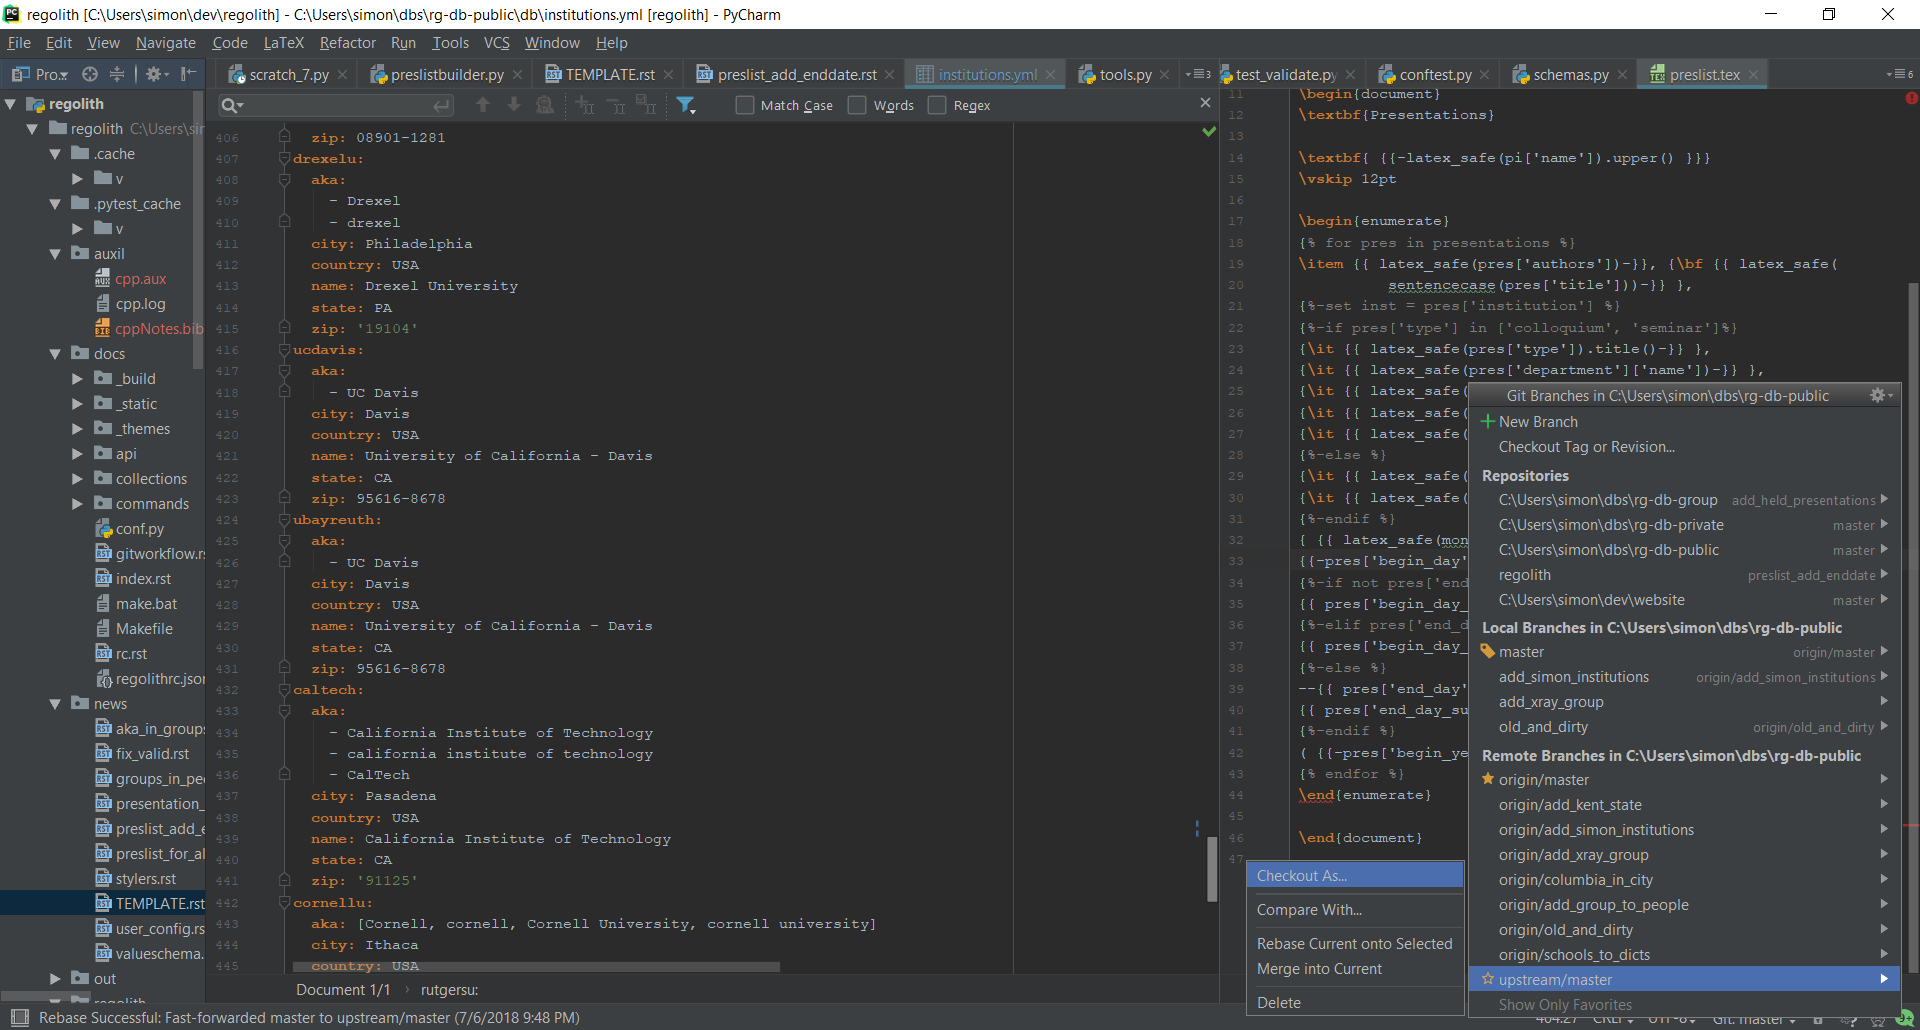 regolith [C:\Users\simon\dev\regolith] - C:\Users\simon\dbs\rg-db-public\db\institutions.yml [regolith] - PyCharm
File Edit View Navigate Code LaTeX Refactor Run Tools VCS Window Help
Pro...
scratch_7.py preslistbuilder.py TEMPLATE.rst preslist_add_enddate.rst institutions.yml tools.py 3 test_validate.py conftest.py schemas.py preslist.tex 6
Match Case Words Regex
regolith
regolith C:\Users\sir
.cache
v
.pytest_cache
v
auxil
cpp.aux
cpp.log
cppNotes.bib
docs
_build
_static
_themes
api
collections
commands
conf.py
gitworkflow.rs
index.rst
make.bat
Makefile
rc.rst
regolithrc.json
news
aka_in_groups
fix_valid.rst
groups_in_pec
presentation_
preslist_add_e
preslist_for_al
stylers.rst
TEMPLATE.rst
user_config.rs
valueschema.
out
regolith
406 zip: 08901-1281
407 drexelu:
408 aka:
409 - Drexel
410 - drexel
411 city: Philadelphia
412 country: USA
413 name: Drexel University
414 state: PA
415 zip: '19104'
416 ucdavis:
417 aka:
418 - UC Davis
419 city: Davis
420 country: USA
421 name: University of California - Davis
422 state: CA
423 zip: 95616-8678
424 ubayreuth:
425 aka:
426 - UC Davis
427 city: Davis
428 country: USA
429 name: University of California - Davis
430 state: CA
431 zip: 95616-8678
432 caltech:
433 aka:
434 - California Institute of Technology
435 - california institute of technology
436 - CalTech
437 city: Pasadena
438 country: USA
439 name: California Institute of Technology
440 state: CA
441 zip: '91125'
442 cornellu:
443 aka: [Cornell, cornell, Cornell University, cornell university]
444 city: Ithaca
445 country: USA
Document 1/1 › rutgersu:
11 \begin{document}
12 \textbf{Presentations}
13
14 \textbf{ {{-latex_safe(pi['name']).upper() }}}
15 \vskip 12pt
16
17 \begin{enumerate}
18 {% for pres in presentations %}
19 \item {{ latex_safe(pres['authors'])-}}, {\bf {{ latex_safe(
20 sentencecase(pres['title']))-}} },
21 {%-set inst = pres['institution'] %}
22 {%-if pres['type'] in ['colloquium', 'seminar']%}
23 {\it {{ latex_safe(pres['type']).title()-}} },
24 {\it {{ latex_safe(pres['department']['name'])-}} },
25 {\it {{ latex_safe(
26 {\it {{ latex_safe(
27 {\it {{ latex_safe(
28 {%-else %}
29 {\it {{ latex_safe(
30 {\it {{ latex_safe(
31 {%-endif %}
32 { {{ latex_safe(mon
33 {{-pres['begin_day'
34 {%-if not pres['end
35 {{ pres['begin_day_
36 {%-elif pres['end_d
37 {{ pres['begin_day_
38 {%-else %}
39 --{{ pres['end_day'
40 {{ pres['end_day_su
41 {%-endif %}
42 ( {{-pres['begin_ye
43 {% endfor %}
44 \end{enumerate}
45
46 \end{document}
47
Git Branches in C:\Users\simon\dbs\rg-db-public
New Branch
Checkout Tag or Revision...
Repositories
C:\Users\simon\dbs\rg-db-group add_held_presentations
C:\Users\simon\dbs\rg-db-private master
C:\Users\simon\dbs\rg-db-public master
regolith preslist_add_enddate
C:\Users\simon\dev\website master
Local Branches in C:\Users\simon\dbs\rg-db-public
master origin/master
add_simon_institutions origin/add_simon_institutions
add_xray_group
old_and_dirty origin/old_and_dirty
Remote Branches in C:\Users\simon\dbs\rg-db-public
origin/master
origin/add_kent_state
origin/add_simon_institutions
origin/add_xray_group
origin/columbia_in_city
origin/add_group_to_people
origin/old_and_dirty
origin/schools_to_dicts
upstream/master
Show Only Favorites
Checkout As...
Compare With...
Rebase Current onto Selected
Merge into Current
Delete
Rebase Successful: Fast-forwarded master to upstream/master (7/6/2018 9:48 PM)
404:27 CRLF UTF-8 Git: master